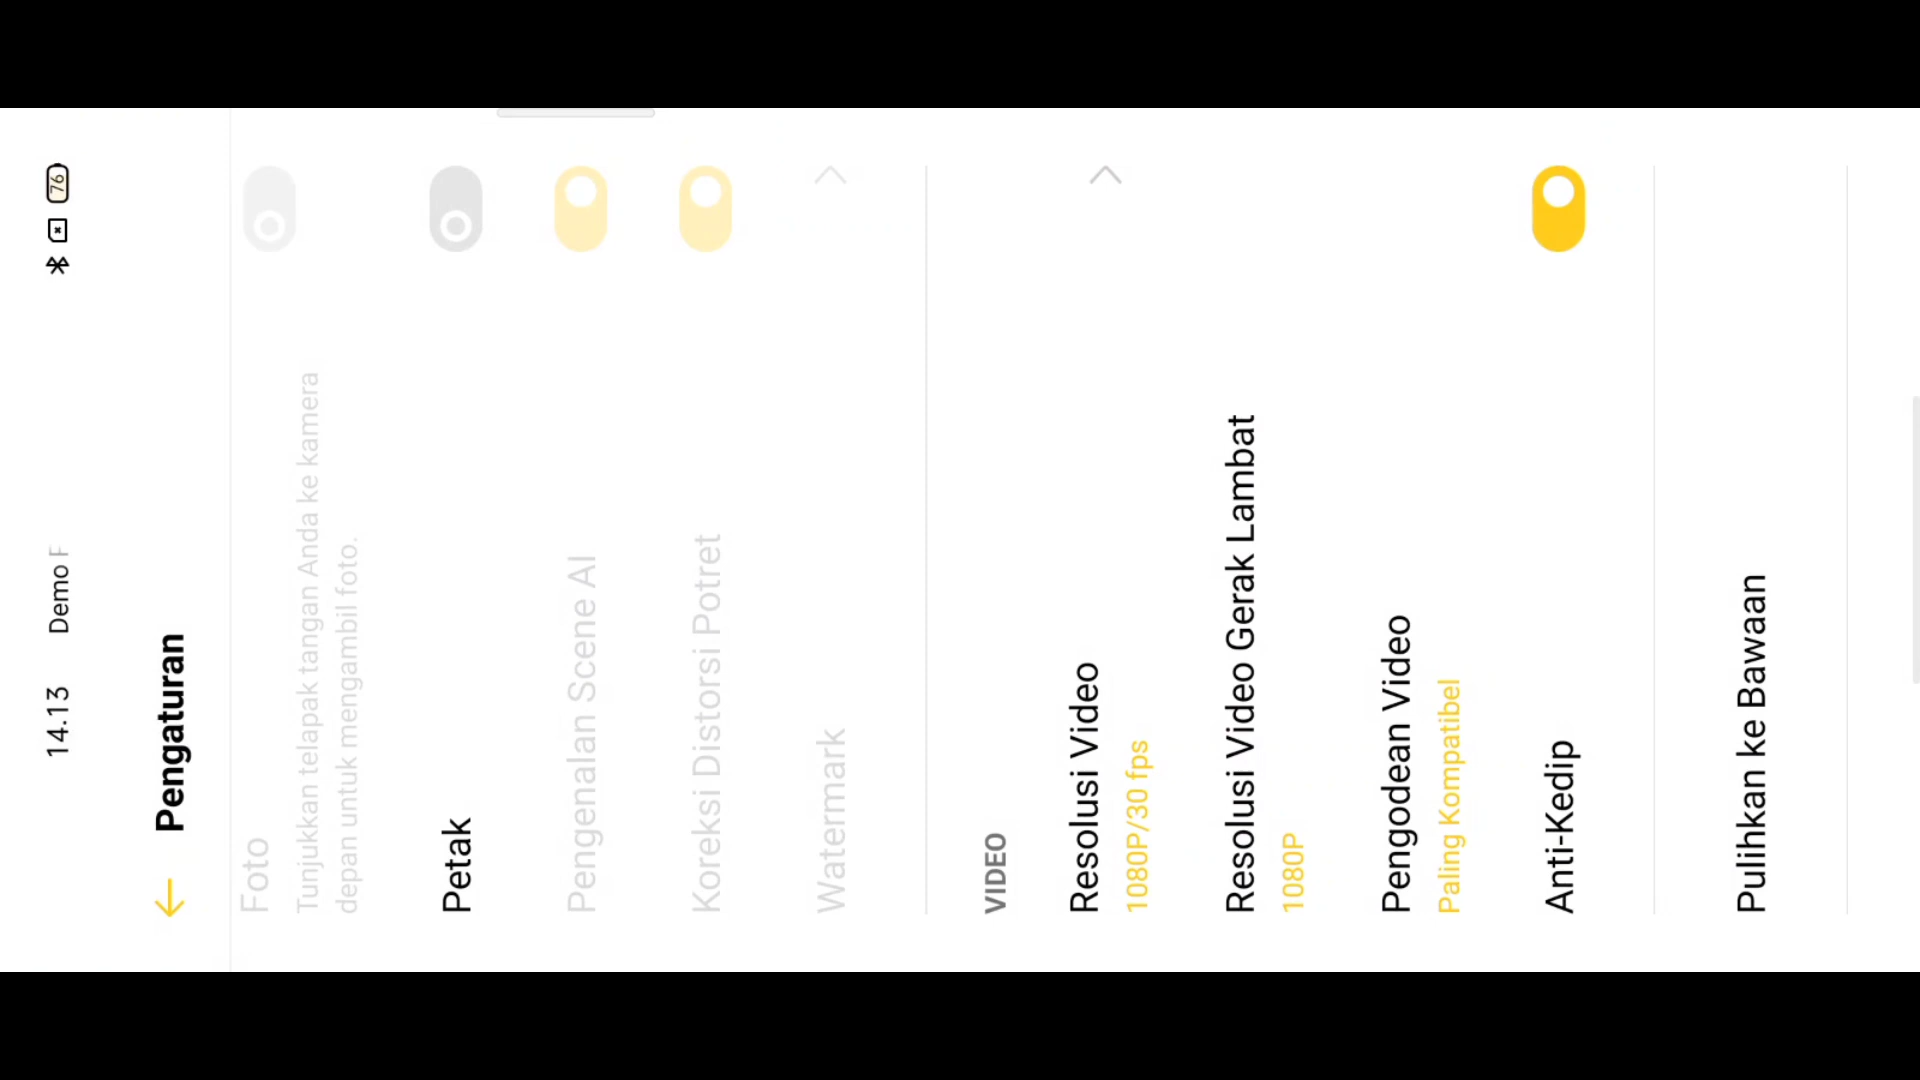 14.13 Demo F
76
Pengaturan
Foto
Tunjukkan telapak tangan Anda ke kamera
depan untuk mengambil foto.
Petak
Pengenalan Scene AI
Koreksi Distorsi Potret
Watermark
VIDEO
Resolusi Video
1080P/30 fps
Resolusi Video Gerak Lambat
1080P
Pengodean Video
Paling Kompatibel
Anti-Kedip
Pulihkan ke Bawaan